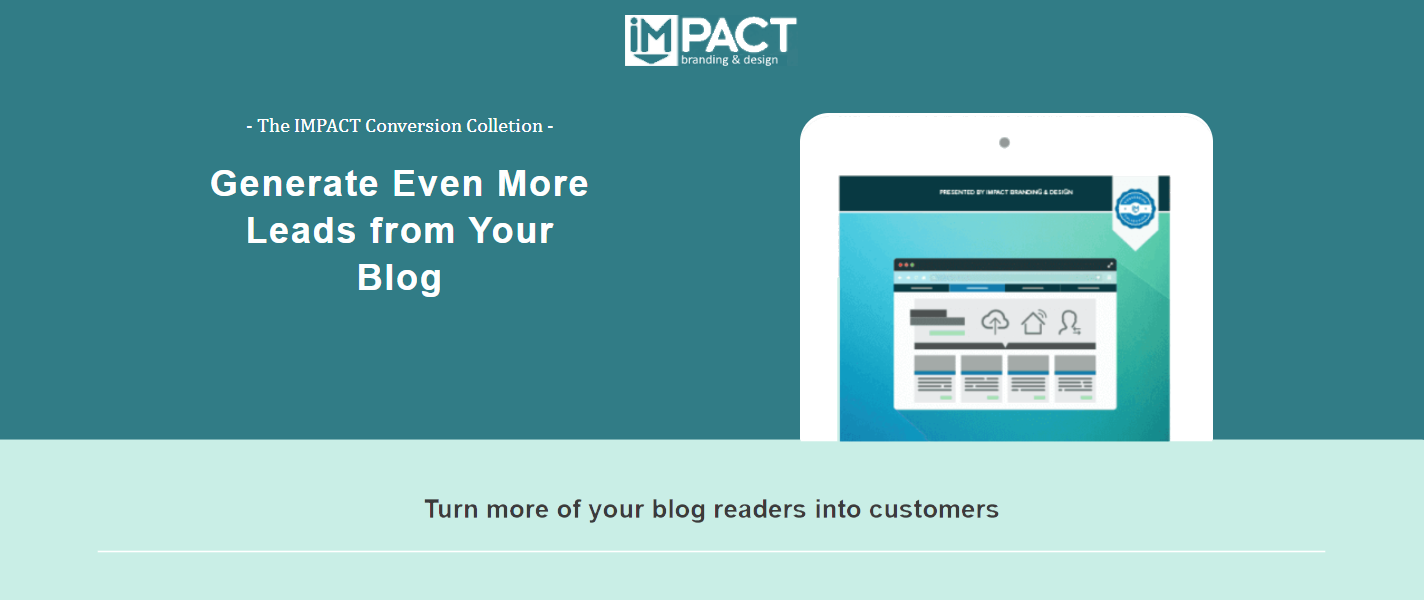 iMPACT
branding & design
- The IMPACT Conversion Colletion -
Generate Even More
Leads from Your
Blog
PRESENTED BY IMPACT BRANDING & DESIGN
Turn more of your blog readers into customers